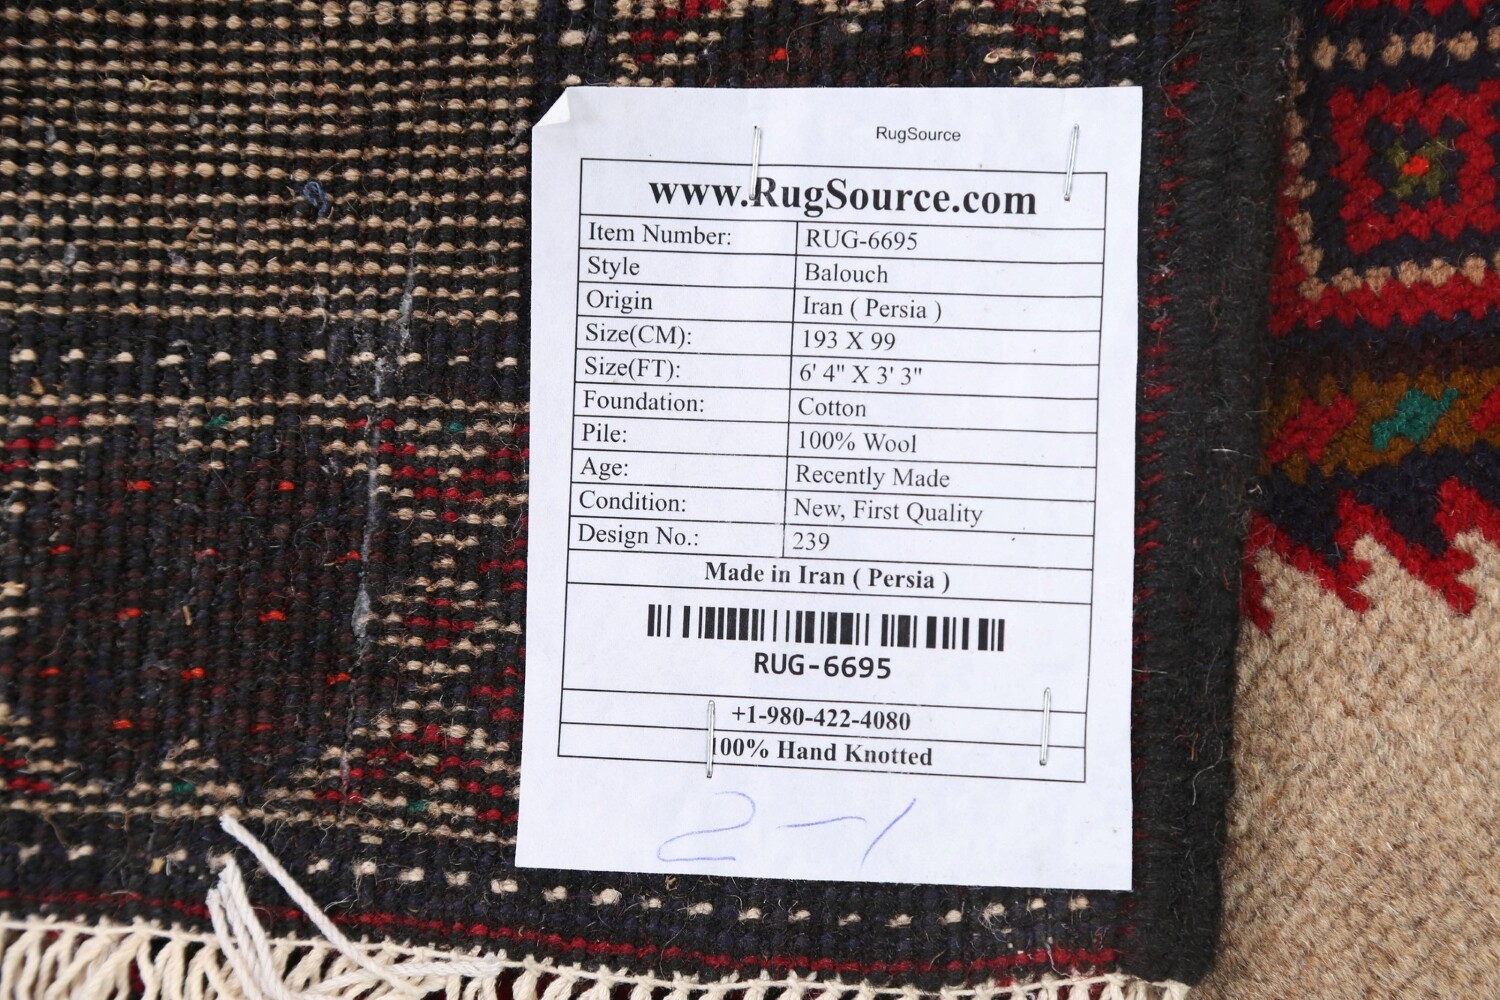 RugSource
www.RugSource.com
Item Number: RUG-6695
Style Balouch
Origin Iran ( Persia )
Size(CM): 193 X 99
Size(FT): 6' 4" X 3' 3"
Foundation: Cotton
Pile: 100% Wool
Age: Recently Made
Condition: New, First Quality
Design No.: 239
Made in Iran ( Persia )
RUG-6695
+1-980-422-4080
100% Hand Knotted
2-1